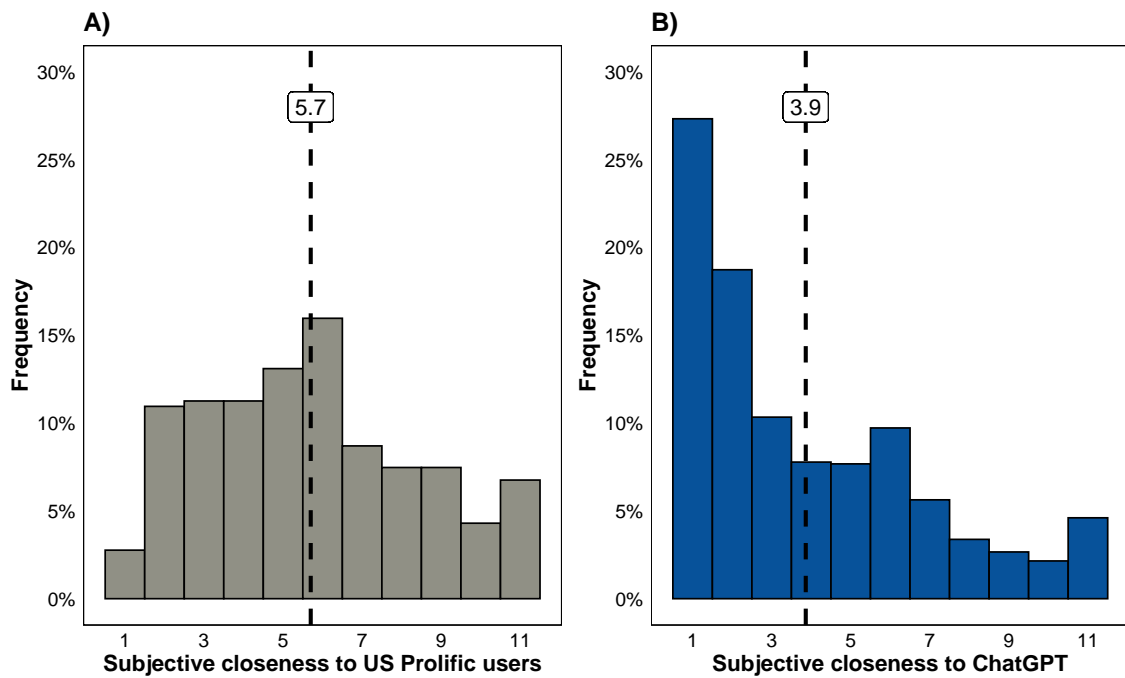 A)
30%
25%
20%
15%
10%
5%
0%
Frequency
5.7
1 3 5 7 9 11
Subjective closeness to US Prolific users
B)
30%
25%
20%
15%
10%
5%
0%
Frequency
3.9
1 3 5 7 9 11
Subjective closeness to ChatGPT